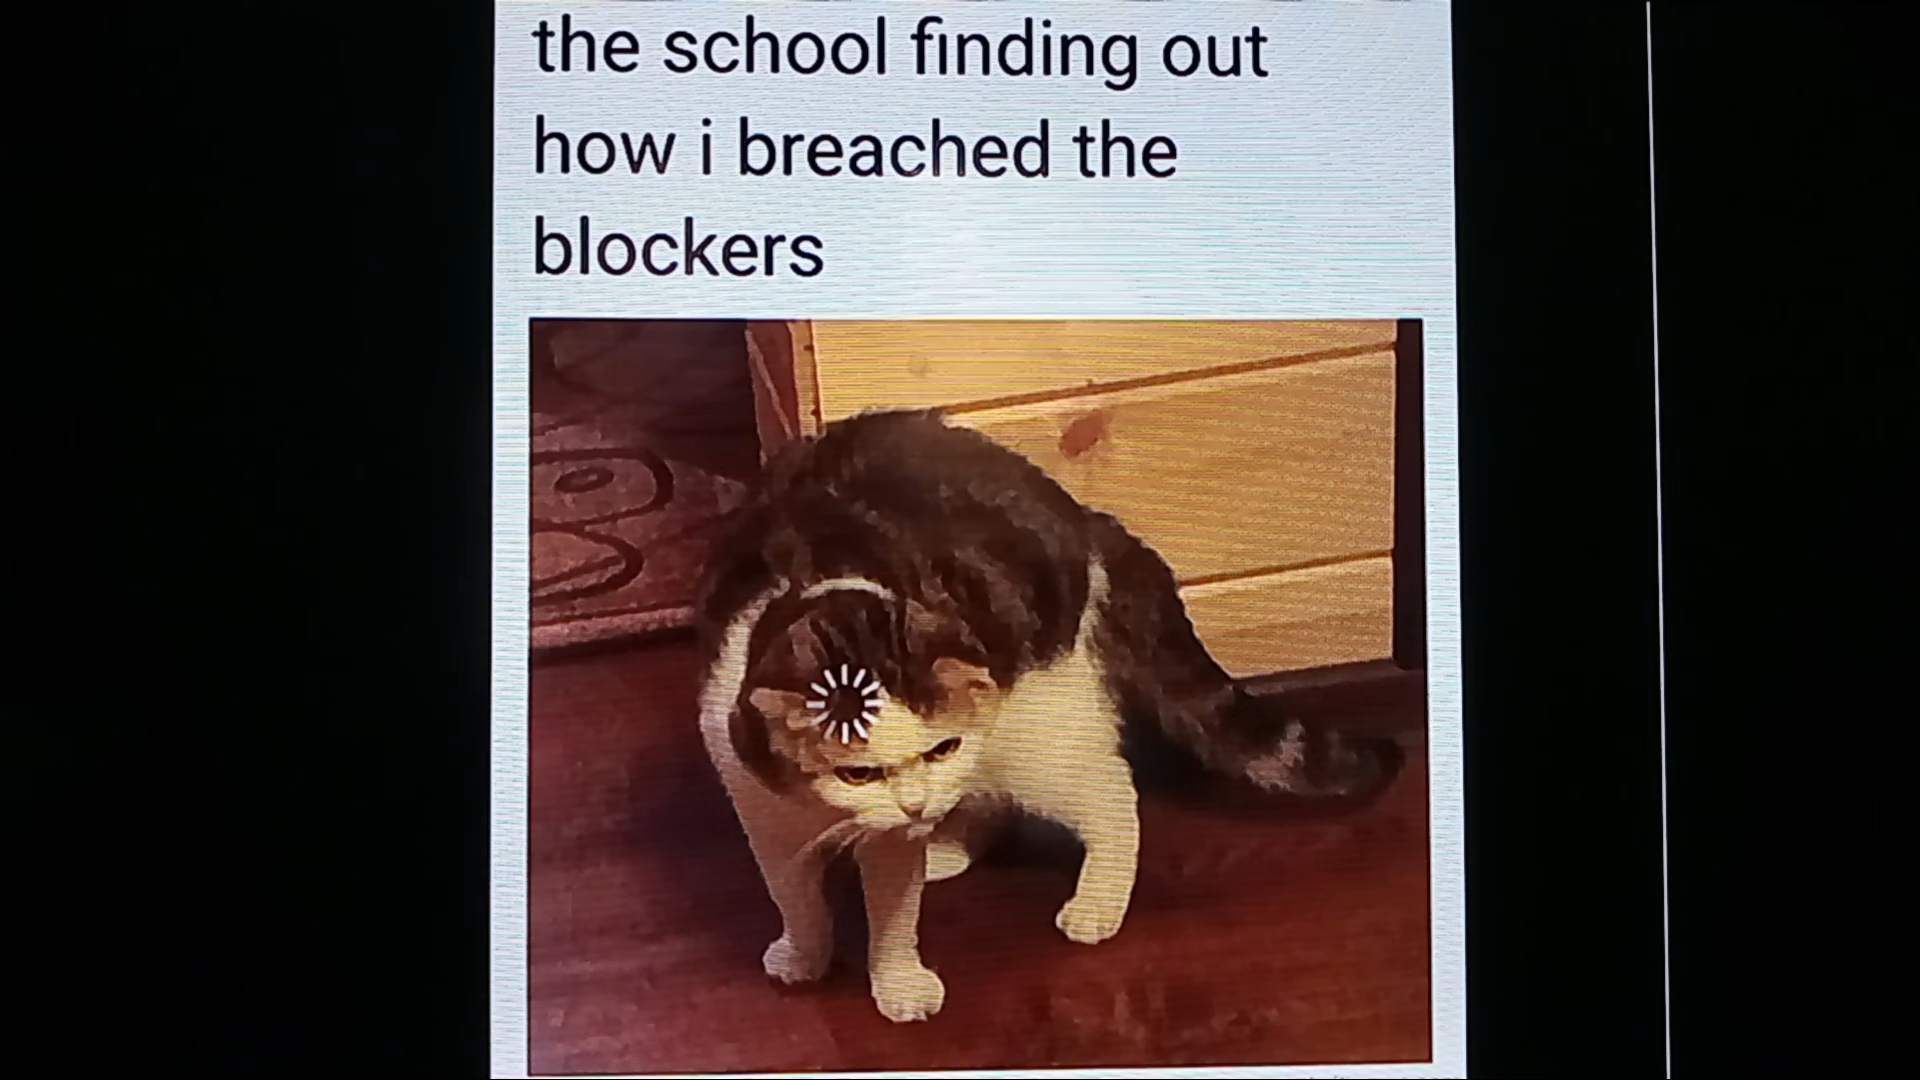 the school finding out
how i breached the
blockers